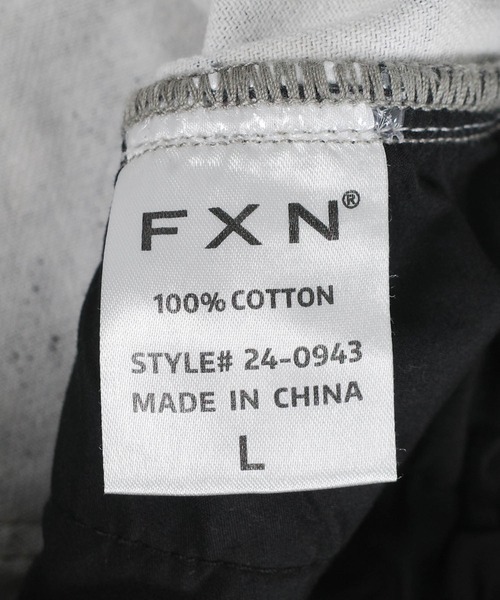 FXN®
100% COTTON
STYLE# 24-0943
MADE IN CHINA
L